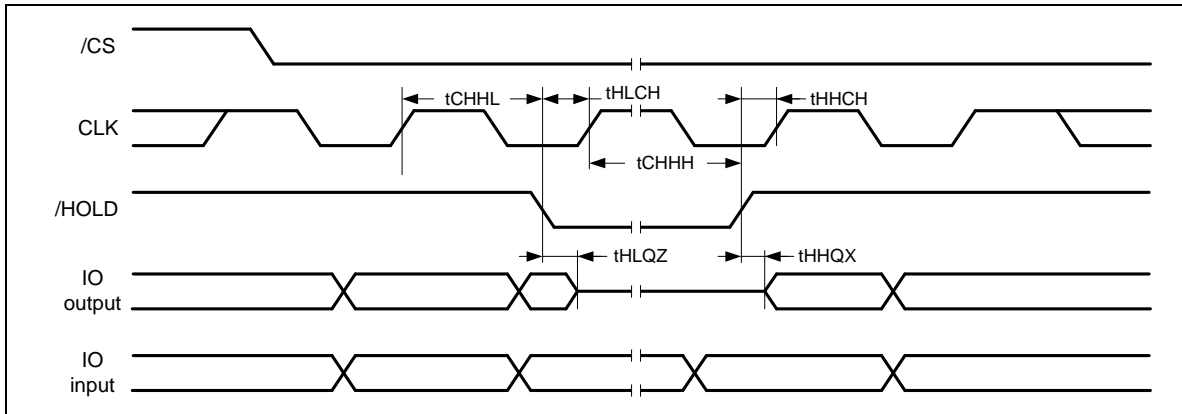 /CS
tCHHL
tHLCH
tHHCH
CLK
tCHHH
/HOLD
tHLQZ
tHHQX
IO
output
IO
input